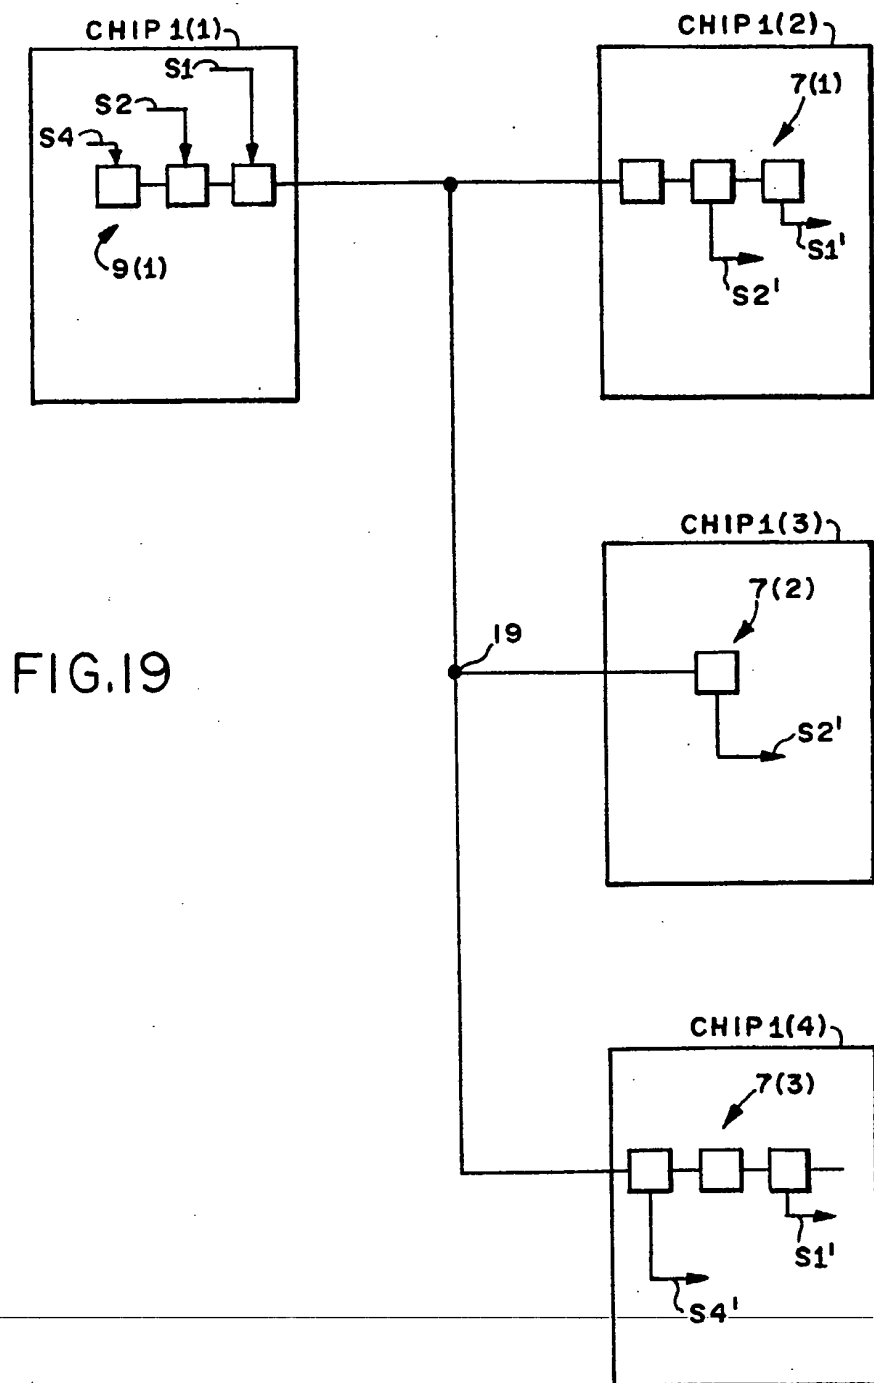 CHIP 1(1)
CHIP 1(2)
S1
S2
S4
7(1)
9(1)
S1'
S2'
CHIP 1(3)
7(2)
19
FIG.19
S2'
CHIP 1(4)
7(3)
S1'
S4'